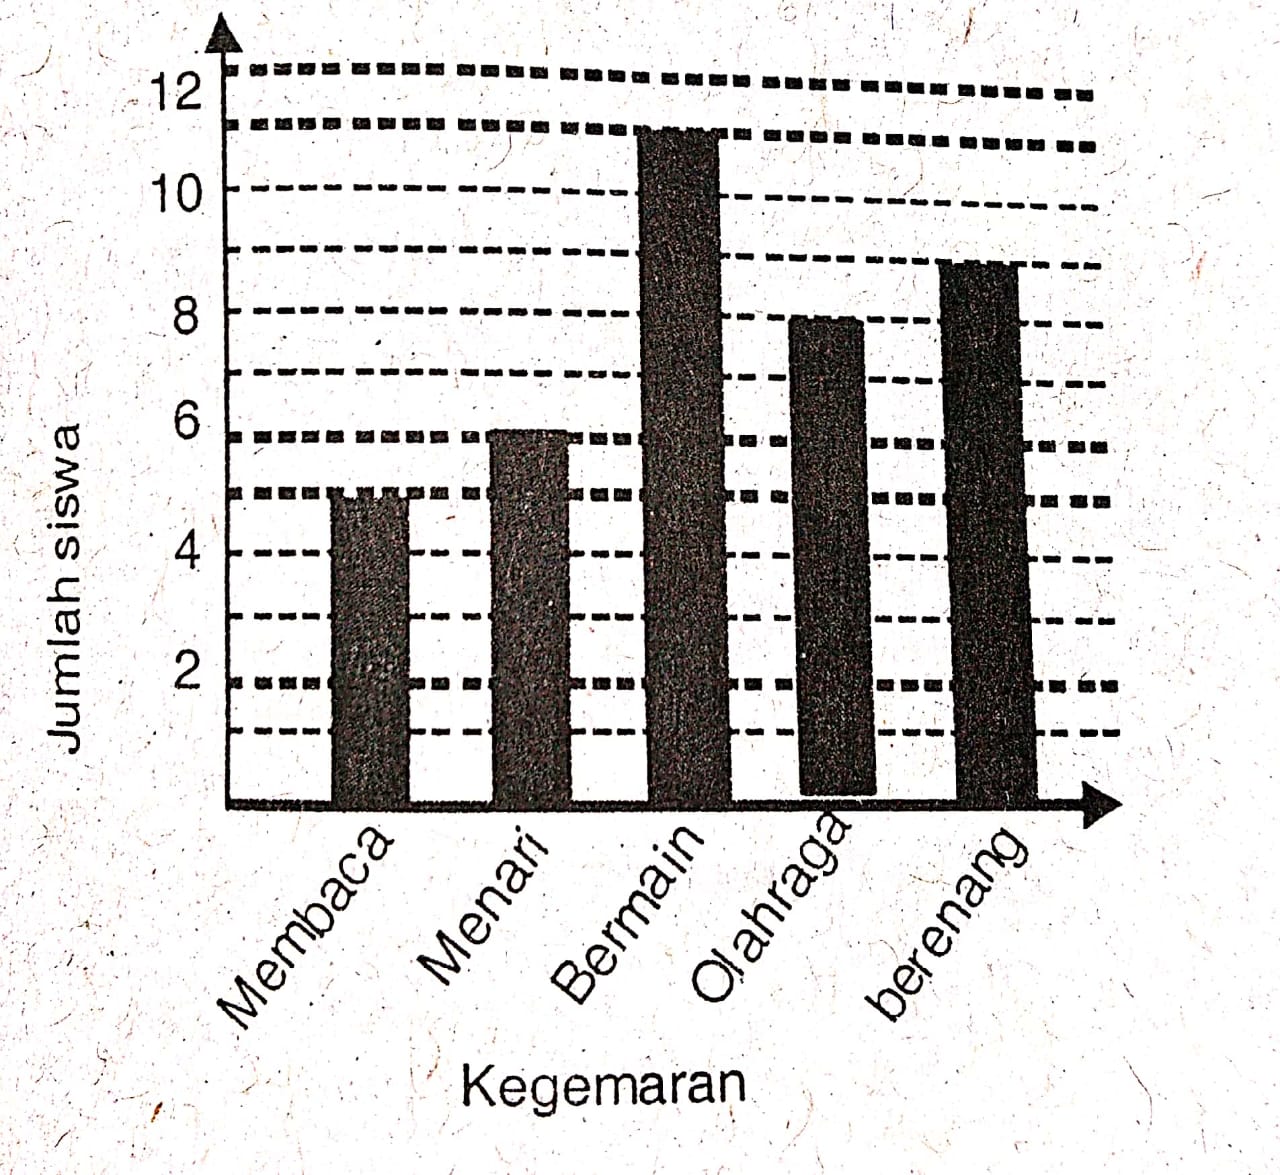 12
10
8
6
4
2
Jumlah siswa
Membaca
Menari
Bermain
Olahraga
berenang
Kegemaran